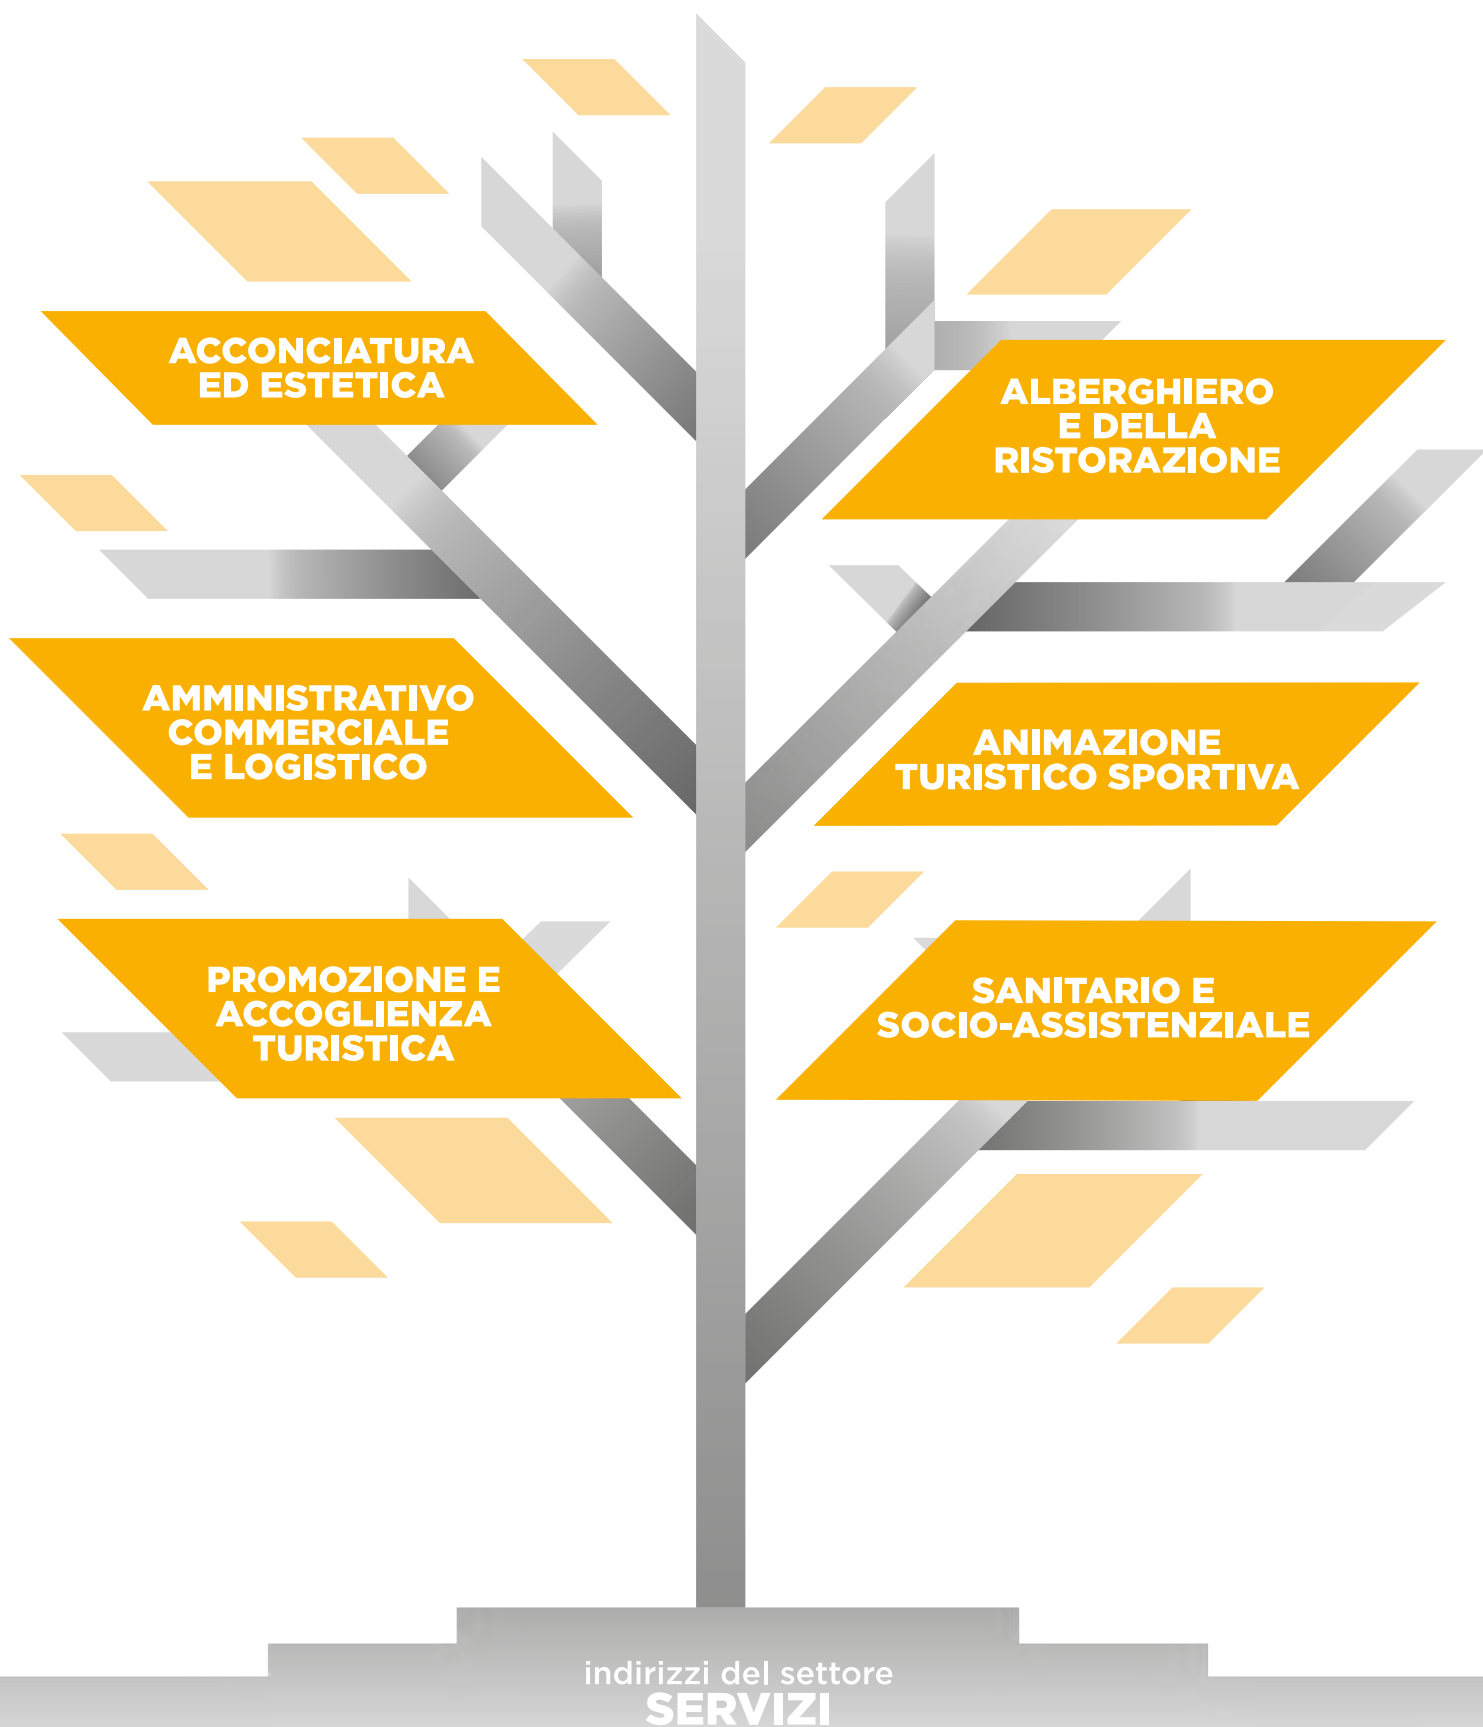 ACCONCIATURA
ED ESTETICA
ALBERGHIERO
E DELLA
RISTORAZIONE
AMMINISTRATIVO
COMMERCIALE
E LOGISTICO
ANIMAZIONE
TURISTICO SPORTIVA
PROMOZIONE E
ACCOGLIENZA
TURISTICA
SANITARIO E
SOCIO-ASSISTENZIALE
indirizzi del settore
SERVIZI